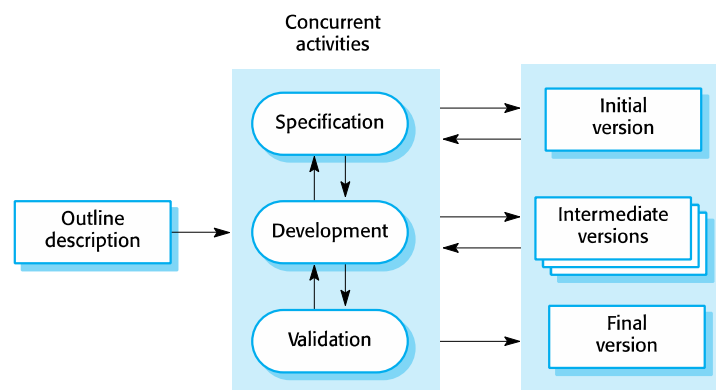 Concurrent
activities
Specification
Initial
version
Outline
description
Development
Intermediate
versions
Validation
Final
version